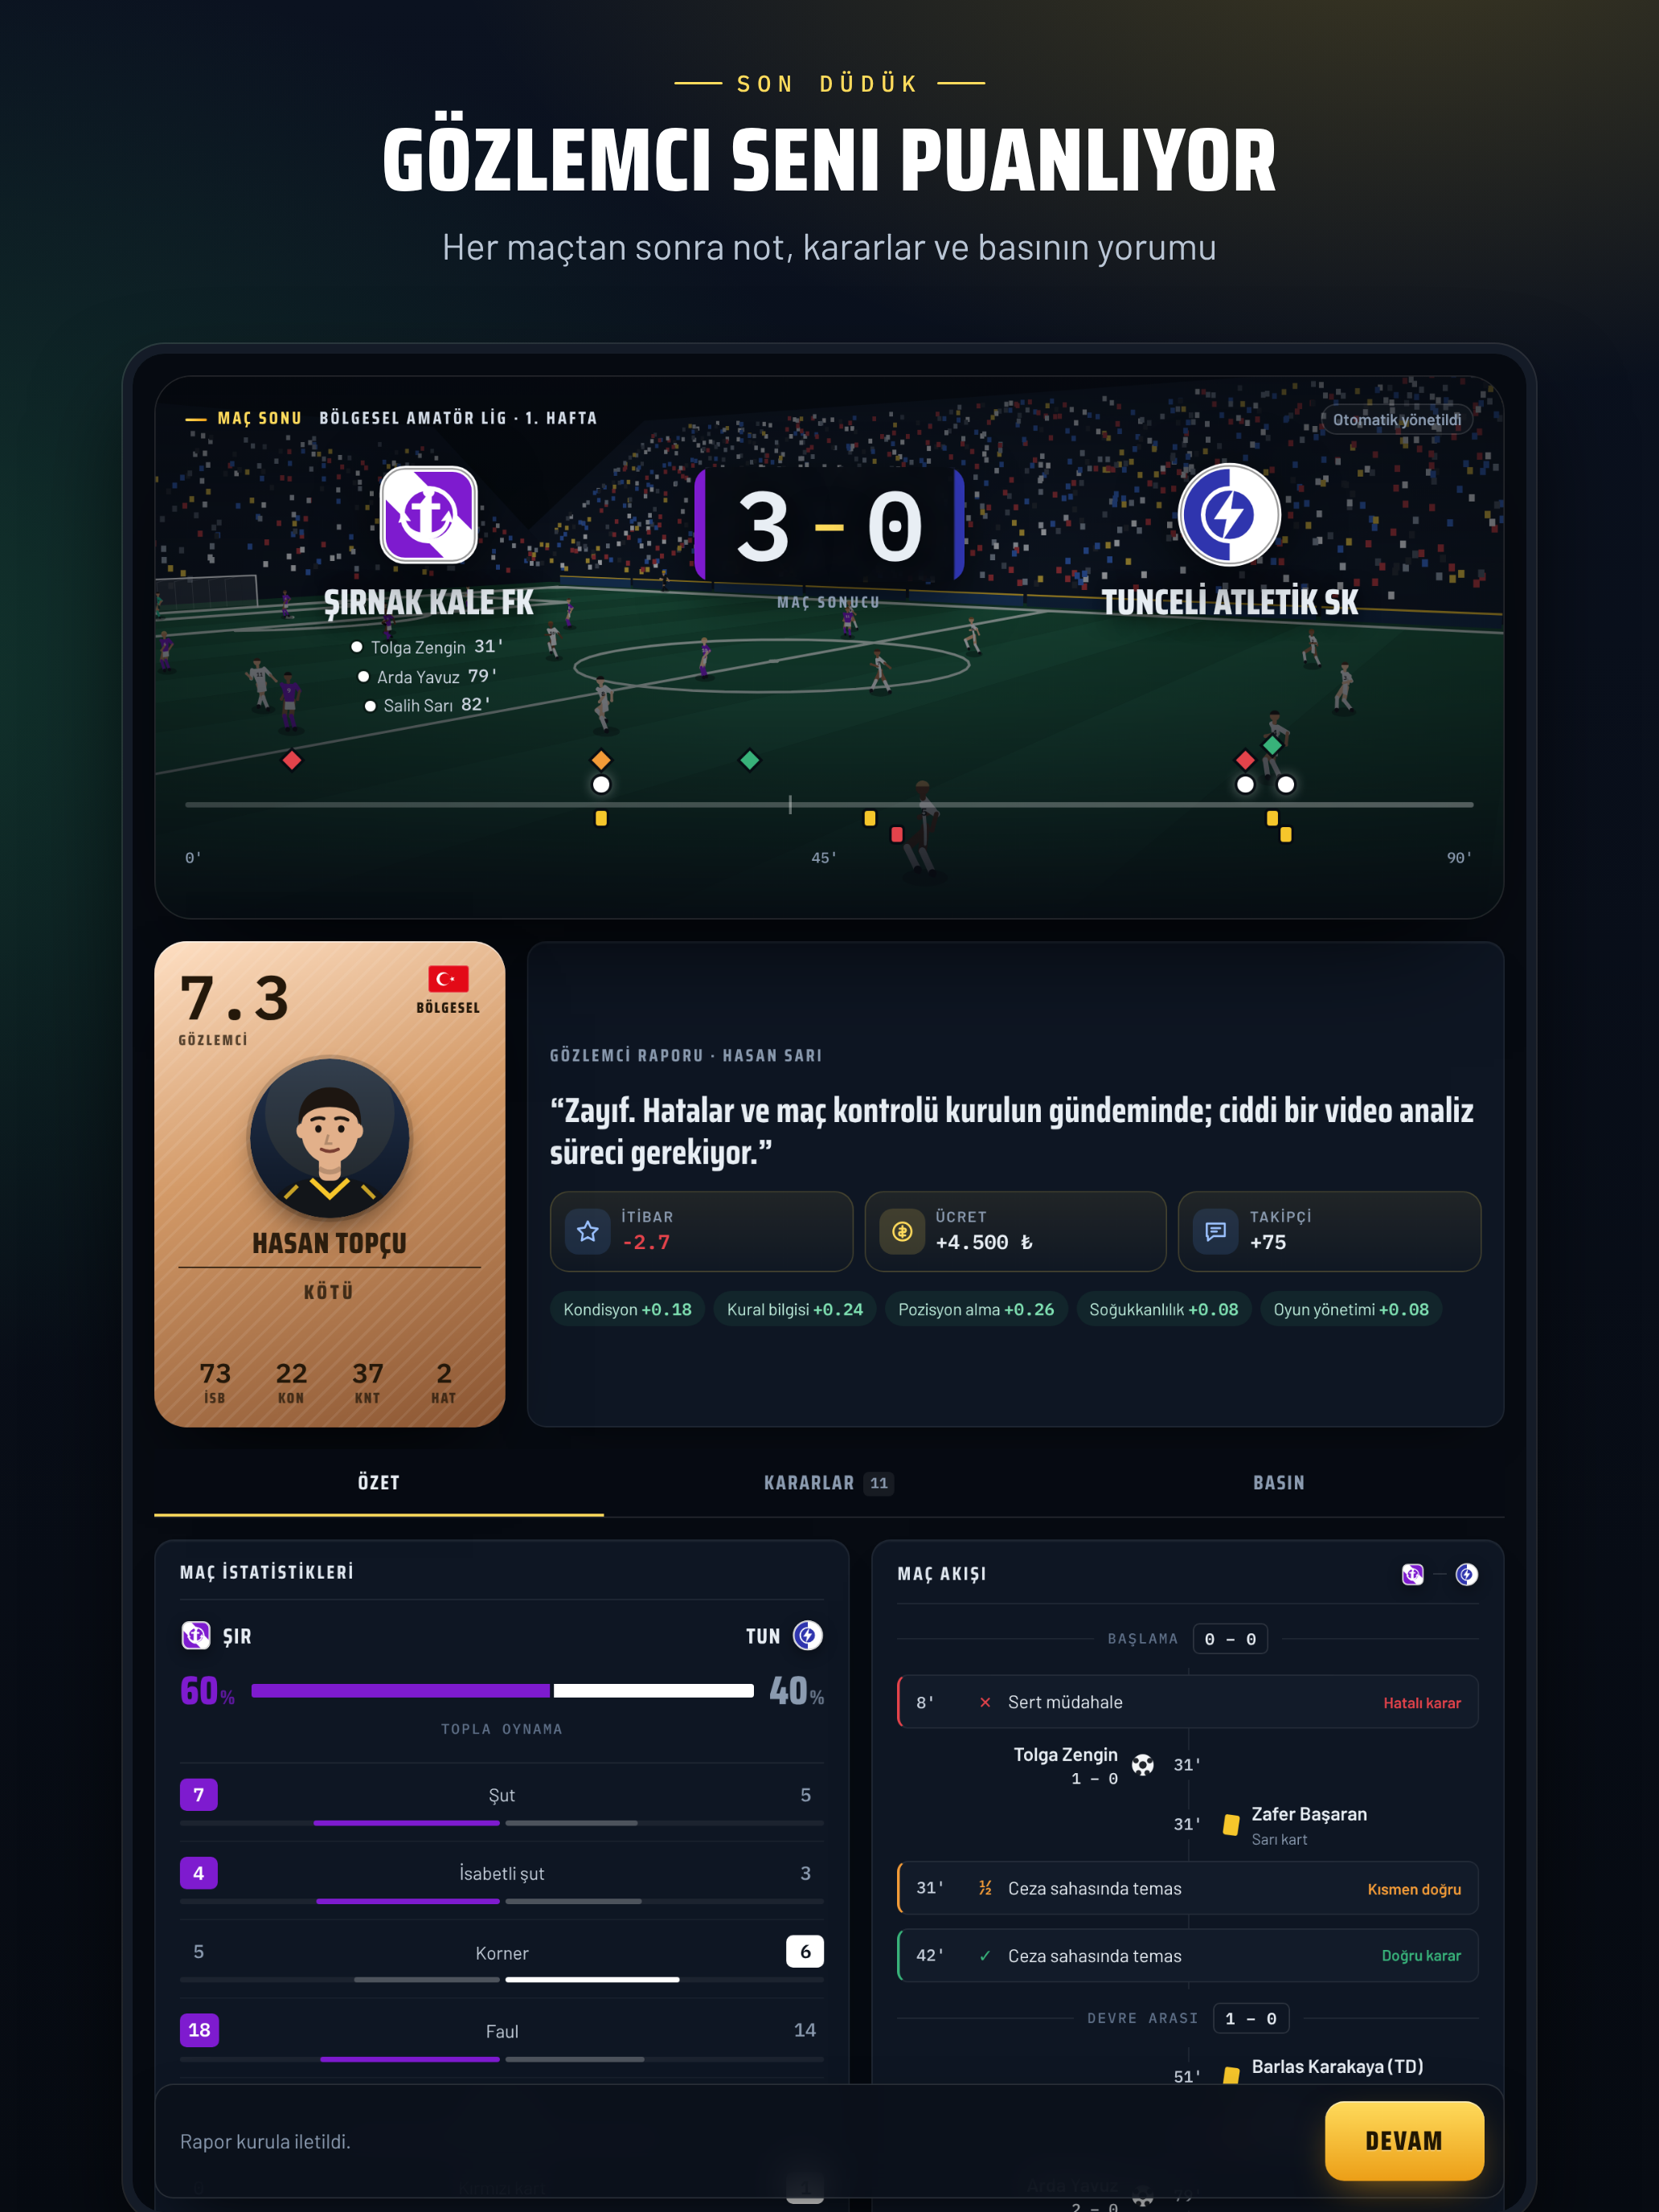 SON DÜDÜK
GÖZLEMCI SENI PUANLIYOR
Her maçtan sonra not, kararlar ve basının yorumu
MAÇ SONU BÖLGESEL AMATÖR LİG · 1. HAFTA
Otomatik yönetildi
3 - 0
MAÇ SONUCU
ŞIRNAK KALE FK
TUNCELİ ATLETİK SK
Tolga Zengin 31'
Arda Yavuz 79'
Salih Sarı 82'
0'
45'
90'
7.3
GÖZLEMCİ
BÖLGESEL
HASAN TOPÇU
KÖTÜ
73 22 37 2
İSB KON KNT HAT
GÖZLEMCİ RAPORU · HASAN SARI
“Zayıf. Hatalar ve maç kontrolü kurulun gündeminde; ciddi bir video analiz
süreci gerekiyor.”
İTİBAR
-2.7
ÜCRET
+4.500 ₺
TAKİPÇİ
+75
Kondisyon +0.18 Kural bilgisi +0.24 Pozisyon alma +0.26 Soğukkanlılık +0.08 Oyun yönetimi +0.08
ÖZET
KARARLAR 11
BASIN
MAÇ İSTATİSTİKLERİ
ŞIR
TUN
60%
40%
TOPLA OYNAMA
7 Şut 5
4 İsabetli şut 3
5 Korner 6
18 Faul 14
MAÇ AKIŞI
BAŞLAMA 0 – 0
8' × Sert müdahale Hatalı karar
Tolga Zengin 31'
1 – 0
31' Zafer Başaran
Sarı kart
31' ½ Ceza sahasında temas Kısmen doğru
42' ✓ Ceza sahasında temas Doğru karar
DEVRE ARASI 1 – 0
51' Barlas Karakaya (TD)
Rapor kurula iletildi.
DEVAM
Arda Yavuz 79'
2 – 0